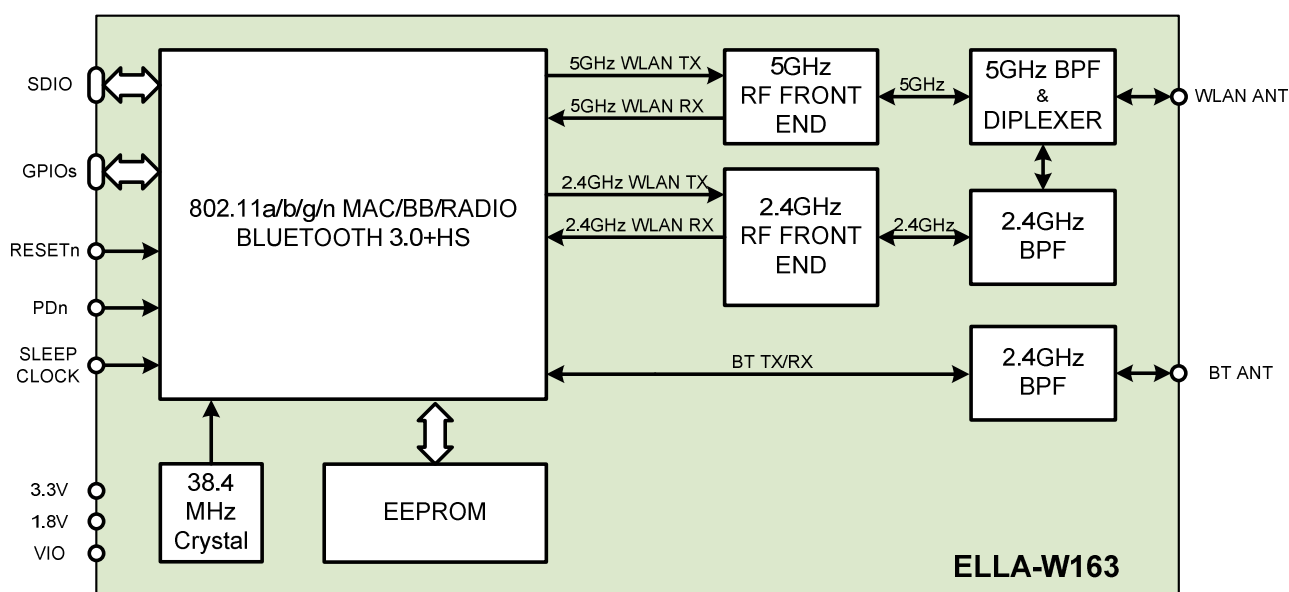 SDIO
GPIOs
RESETn
PDn
SLEEP
CLOCK
3.3V
1.8V
VIO
802.11a/b/g/n MAC/BB/RADIO
BLUETOOTH 3.0+HS
38.4
MHz
Crystal
EEPROM
5GHz WLAN TX
5GHz WLAN RX
2.4GHz WLAN TX
2.4GHz WLAN RX
BT TX/RX
5GHz
RF FRONT
END
2.4GHz
RF FRONT
END
5GHz
2.4GHz
5GHz BPF
&
DIPLEXER
2.4GHz
BPF
2.4GHz
BPF
WLAN ANT
BT ANT
ELLA-W163